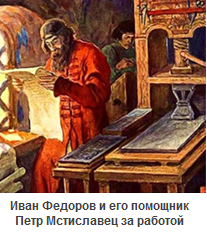 Иван Федоров и его помощник
Петр Мстиславец за работой